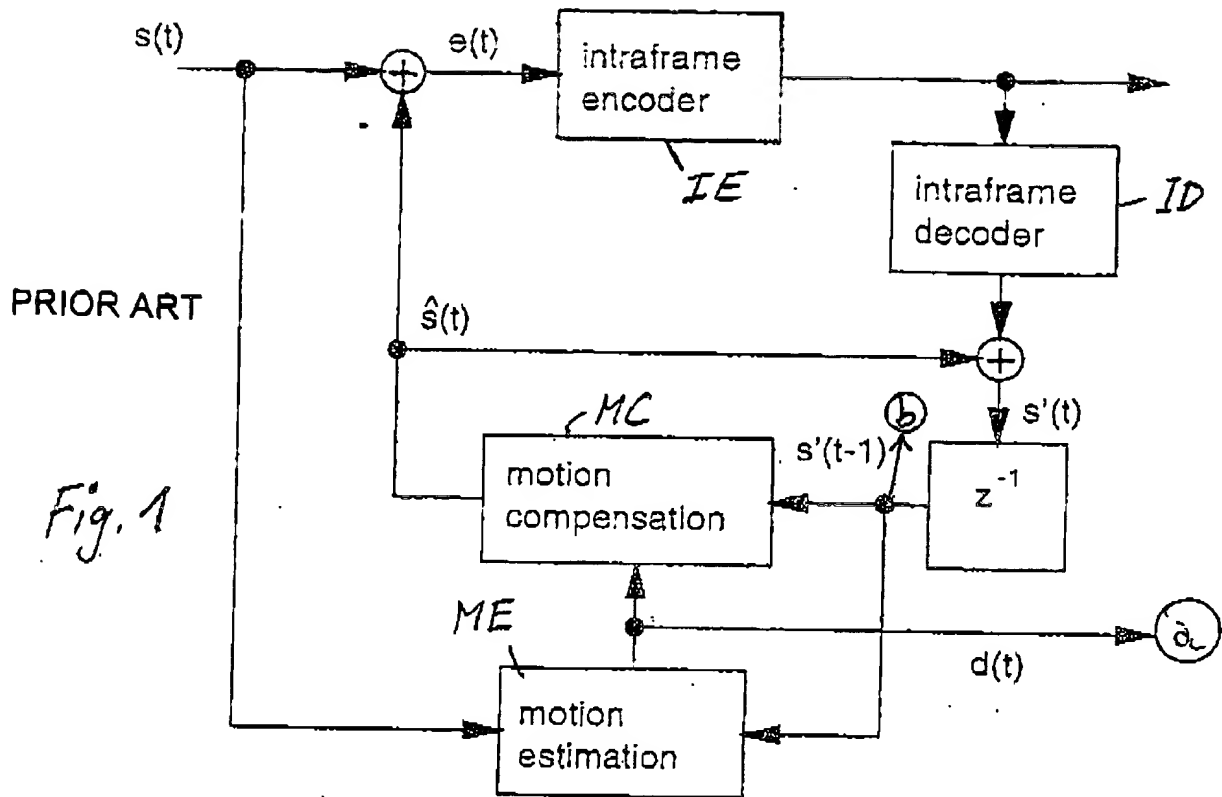 s(t)
e(t)
+
intraframe
encoder
IE
intraframe
decoder
ID
PRIOR ART
ŝ(t)
+
MC
s'(t-1)
b
s'(t)
motion
compensation
z⁻¹
Fig. 1
ME
d(t)
a
motion
estimation